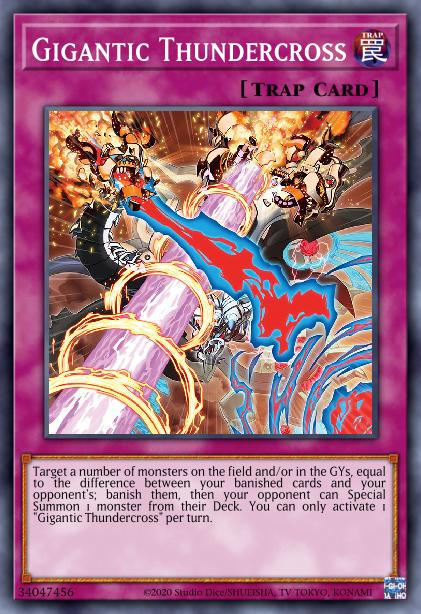 GIGANTIC THUNDERCROSS
TRAP
罠
[TRAP CARD]
Target a number of monsters on the field and/or in the GYs, equal
to the difference between your banished cards and your
opponent's; banish them, then your opponent can Special
Summon 1 monster from their Deck. You can only activate 1
"Gigantic Thundercross" per turn.
34047456
©2020 Studio Dice/SHUEISHA, TV TOKYO, KONAMI